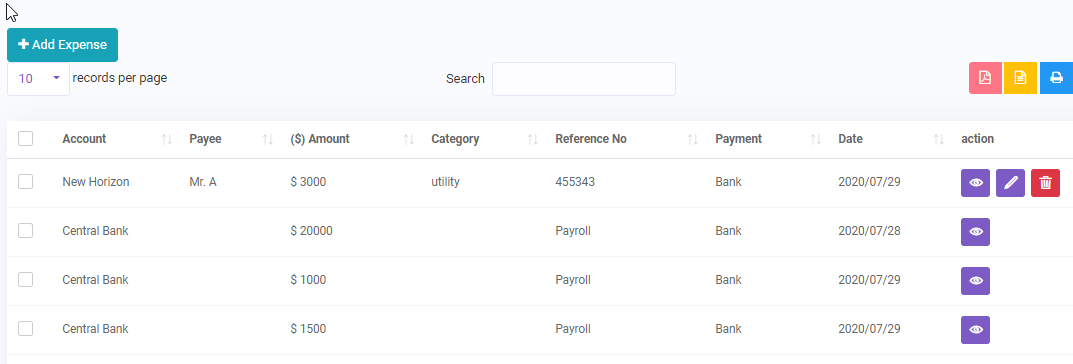 Add Expense
10 records per page Search
Account Payee ($) Amount Category Reference No Payment Date action
New Horizon Mr. A $ 3000 utility 455343 Bank 2020/07/29
Central Bank $ 20000 Payroll Bank 2020/07/28
Central Bank $ 1000 Payroll Bank 2020/07/29
Central Bank $ 1500 Payroll Bank 2020/07/29